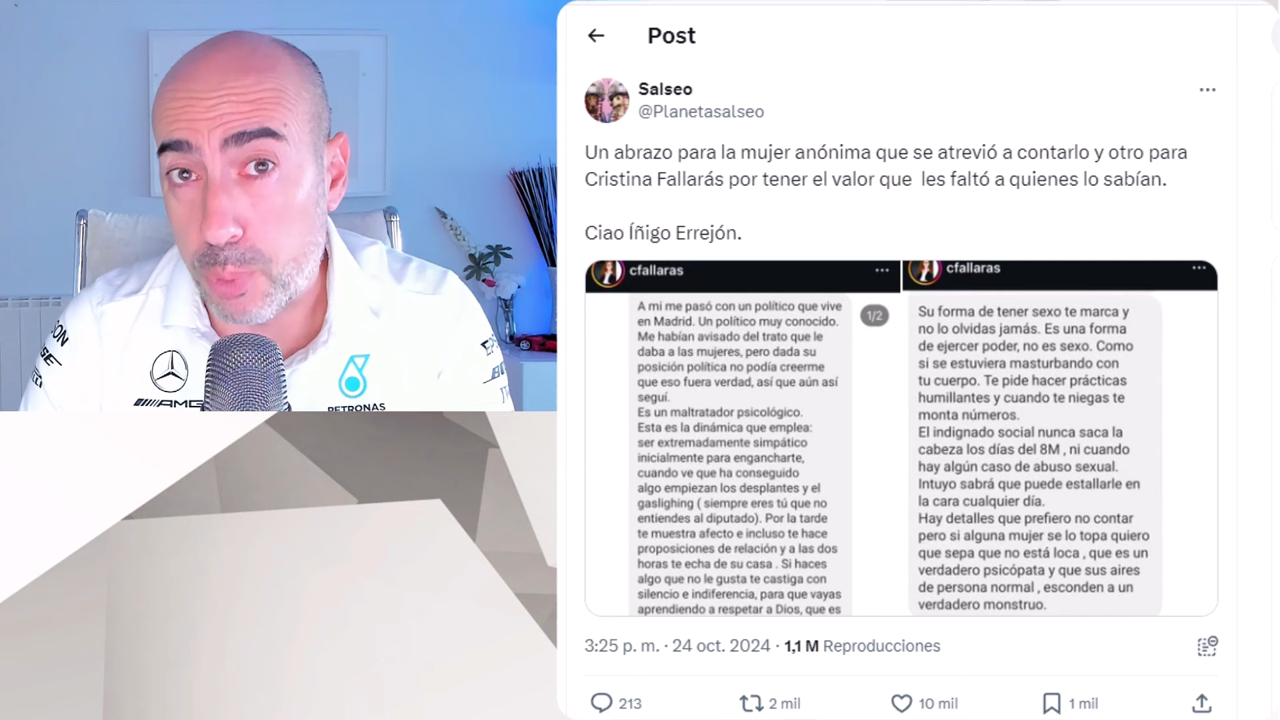 Post
Salseo
@Planetasalseo
Un abrazo para la mujer anónima que se atrevió a contarlo y otro para
Cristina Fallarás por tener el valor que les faltó a quienes lo sabían.
Ciao Íñigo Errejón.
cfallaras
A mi me pasó con un político que vive
en Madrid. Un político muy conocido.
Me habían avisado del trato que le
daba a las mujeres, pero dada su
posición política no podía creerme
que eso fuera verdad, así que aún así
seguí.
Es un maltratador psicológico.
Esta es la dinámica que emplea:
ser extremadamente simpático
inicialmente para engancharte,
cuando ve que ha conseguido
algo empiezan los desplantes y el
gaslighing ( siempre eres tú que no
entiendes al diputado). Por la tarde
te muestra afecto e incluso te hace
proposiciones de relación y a las dos
horas te echa de su casa . Si haces
algo que no le gusta te castiga con
silencio e indiferencia, para que vayas
aprendiendo a respetar a Dios, que es
1/2
cfallaras
Su forma de tener sexo te marca y
no lo olvidas jamás. Es una forma
de ejercer poder, no es sexo. Como
si se estuviera masturbando con
tu cuerpo. Te pide hacer prácticas
humillantes y cuando te niegas te
monta números.
El indignado social nunca saca la
cabeza los días del 8M , ni cuando
hay algún caso de abuso sexual.
Intuyo sabrá que puede estallarle en
la cara cualquier día.
Hay detalles que prefiero no contar
pero si alguna mujer se lo topa quiero
que sepa que no está loca , que es un
verdadero psicópata y que sus aires
de persona normal , esconden a un
verdadero monstruo.
3:25 p. m. · 24 oct. 2024 · 1,1 M Reproducciones
213
2 mil
10 mil
1 mil
AMG
PETRONAS